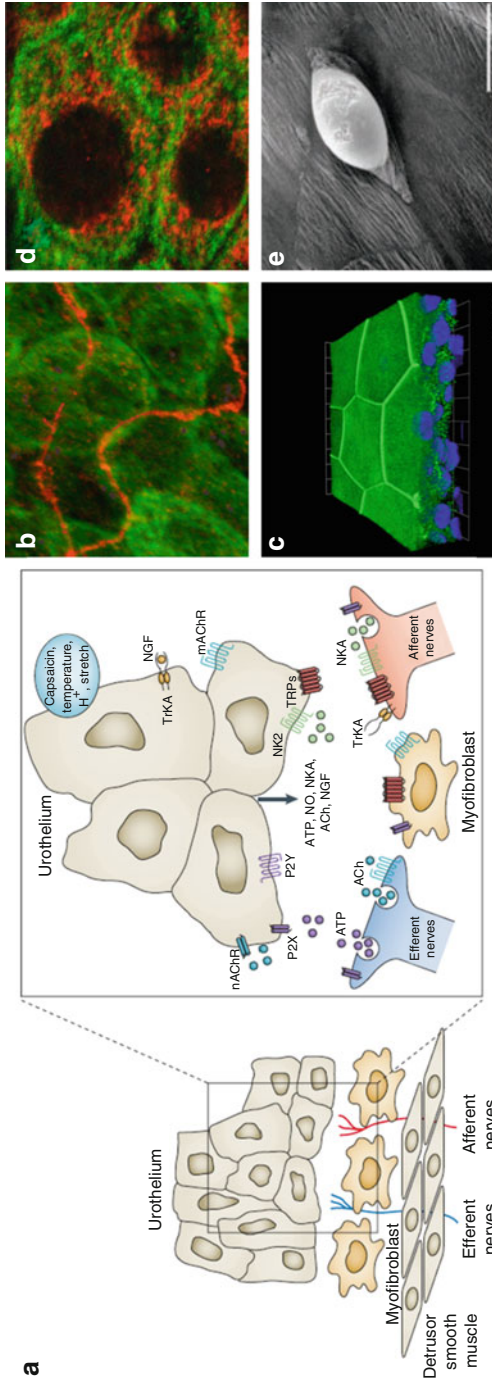 a
Urothelium
Myofibroblast
Detrusor
smooth
muscle
Efferent
nerves
Afferent
nerves
Urothelium
Capsaicin,
temperature,
H+, stretch
NGF
TrKA
mAChR
nAChR
P2X
P2Y
NK2
TRPs
ATP, NO, NKA,
ACh, NGF
ATP
ACh
TrKA
NKA
Efferent
nerves
Myofibroblast
Afferent
nerves
b
c
d
e